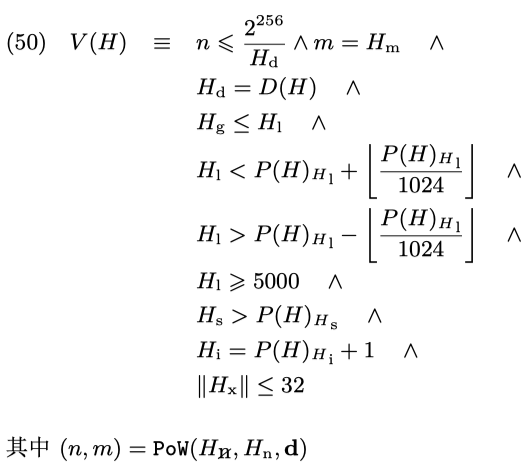 (50) V(H) ≡ n ⩽ 2^256 / H_d ∧ m = H_m ∧
H_d = D(H) ∧
H_g ≤ H_l ∧
H_l < P(H)_{H_l} + ⌊ P(H)_{H_l} / 1024 ⌋ ∧
H_l > P(H)_{H_l} − ⌊ P(H)_{H_l} / 1024 ⌋ ∧
H_l ⩾ 5000 ∧
H_s > P(H)_{H_s} ∧
H_i = P(H)_{H_i} + 1 ∧
‖H_x‖ ≤ 32
其中 (n, m) = PoW(H_{n̸}, H_n, d)